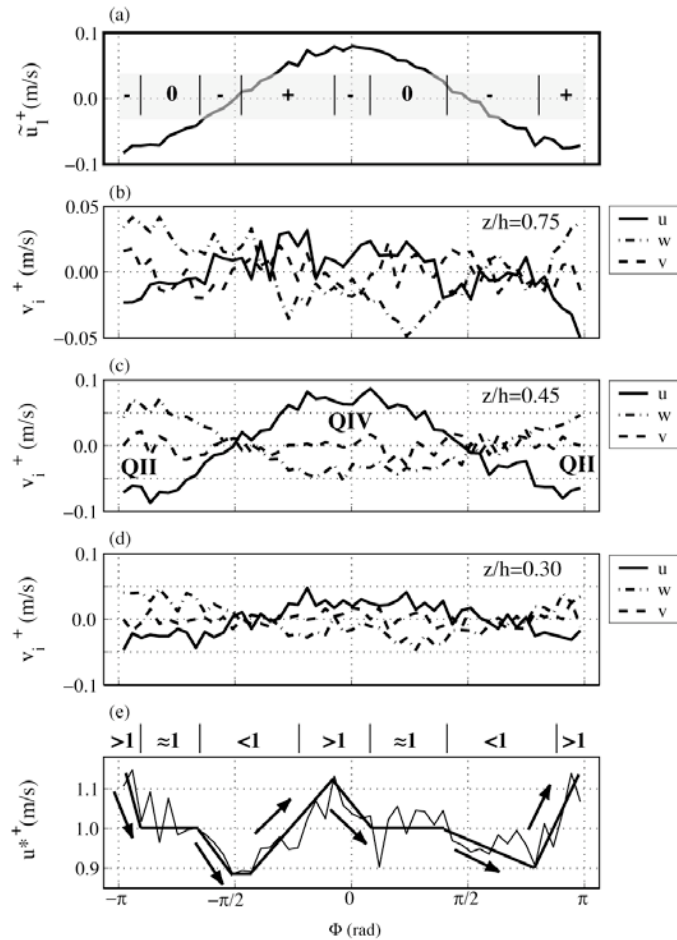 (a)
0.1
0.0
−0.1
ũ₁⁺ (m/s)
- 0 - + - 0 - +
(b)
0.05
0.00
−0.05
vᵢ⁺ (m/s)
z/h=0.75
u
w
v
(c)
0.1
0.0
−0.1
vᵢ⁺ (m/s)
z/h=0.45
QII QIV QII
u
w
v
(d)
0.1
0.0
−0.1
vᵢ⁺ (m/s)
z/h=0.30
u
w
v
(e)
>1 ≈1 <1 >1 ≈1 <1 >1
1.1
1.0
0.9
u*⁺ (m/s)
−π −π/2 0 π/2 π
Φ (rad)